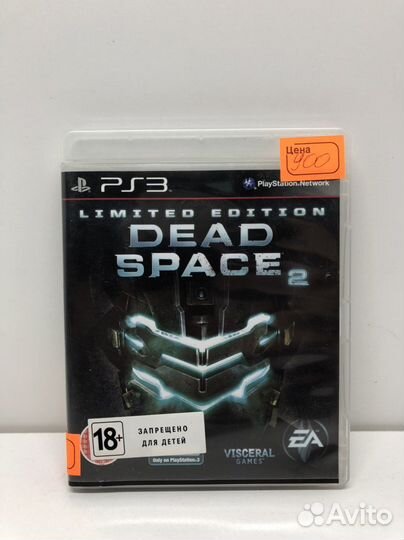 Цена
900
PS3
PlayStation Network
LIMITED EDITION
DEAD
SPACE 2
18+
ЗАПРЕЩЕНО
ДЛЯ ДЕТЕЙ
Only on PlayStation 3
VISCERAL
GAMES
EA
Avito